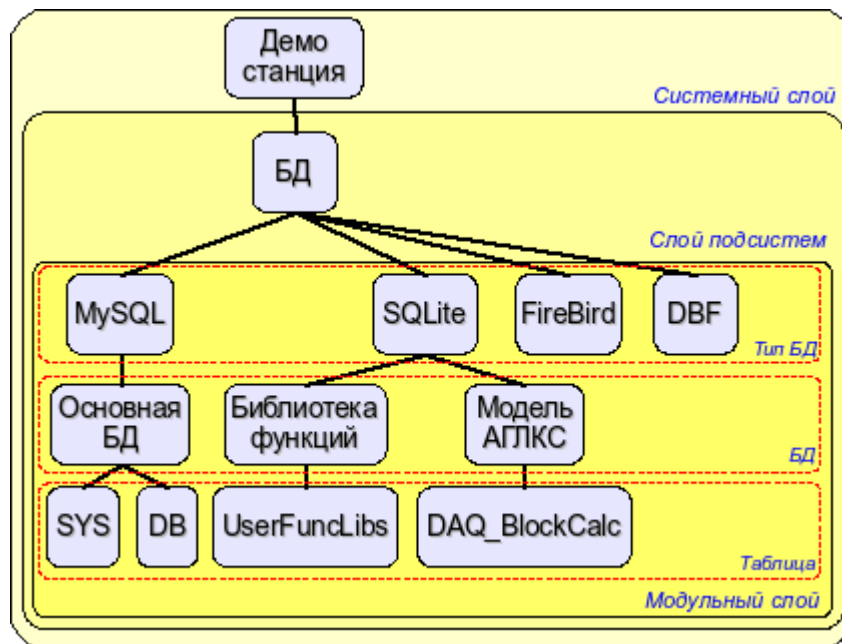 Демо
станция
Системный слой
БД
Слой подсистем
MySQL
SQLite
FireBird
DBF
Тип БД
Основная
БД
Библиотека
функций
Модель
АГЛКС
БД
SYS
DB
UserFuncLibs
DAQ_BlockCalc
Таблица
Модульный слой